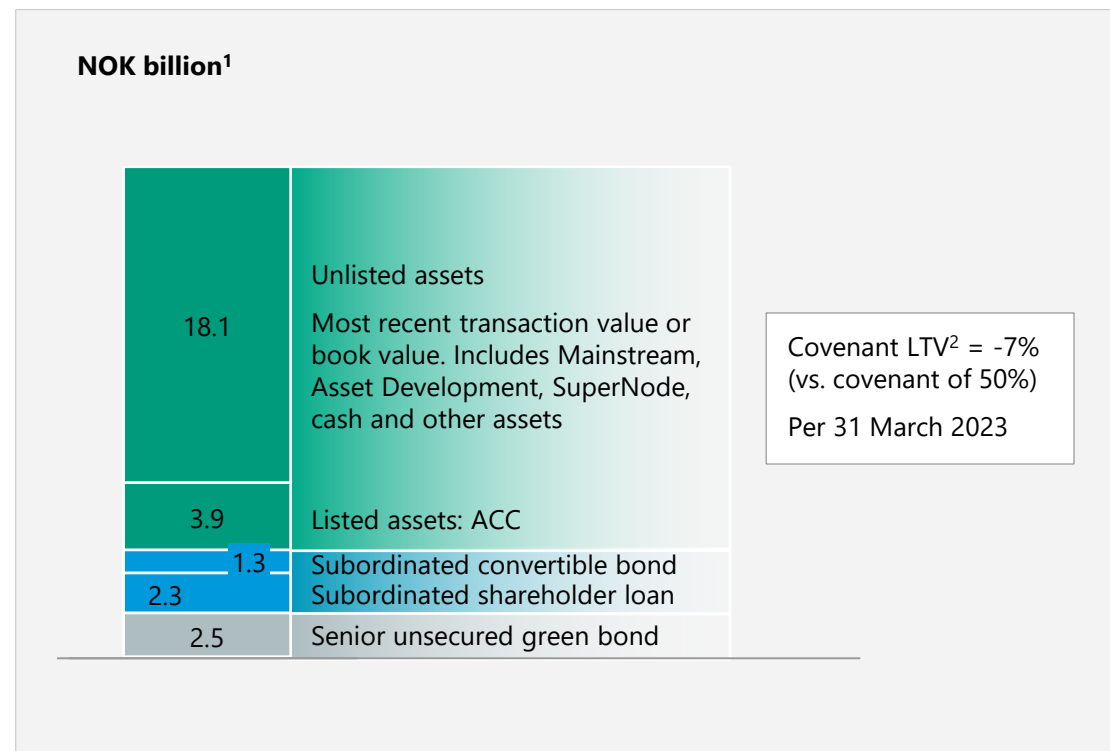 NOK billion1
18.1
Unlisted assets
Most recent transaction value or
book value. Includes Mainstream,
Asset Development, SuperNode,
cash and other assets
Covenant LTV2 = -7%
(vs. covenant of 50%)
Per 31 March 2023
3.9
Listed assets: ACC
1.3
Subordinated convertible bond
2.3
Subordinated shareholder loan
2.5
Senior unsecured green bond